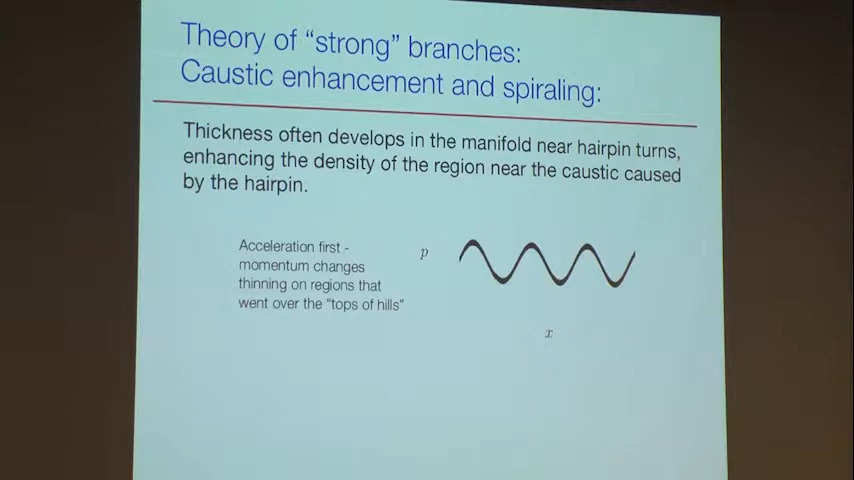 Theory of “strong” branches:
Caustic enhancement and spiraling:
Thickness often develops in the manifold near hairpin turns,
enhancing the density of the region near the caustic caused
by the hairpin.
Acceleration first -
momentum changes
thinning on regions that
went over the “tops of hills”
p
x